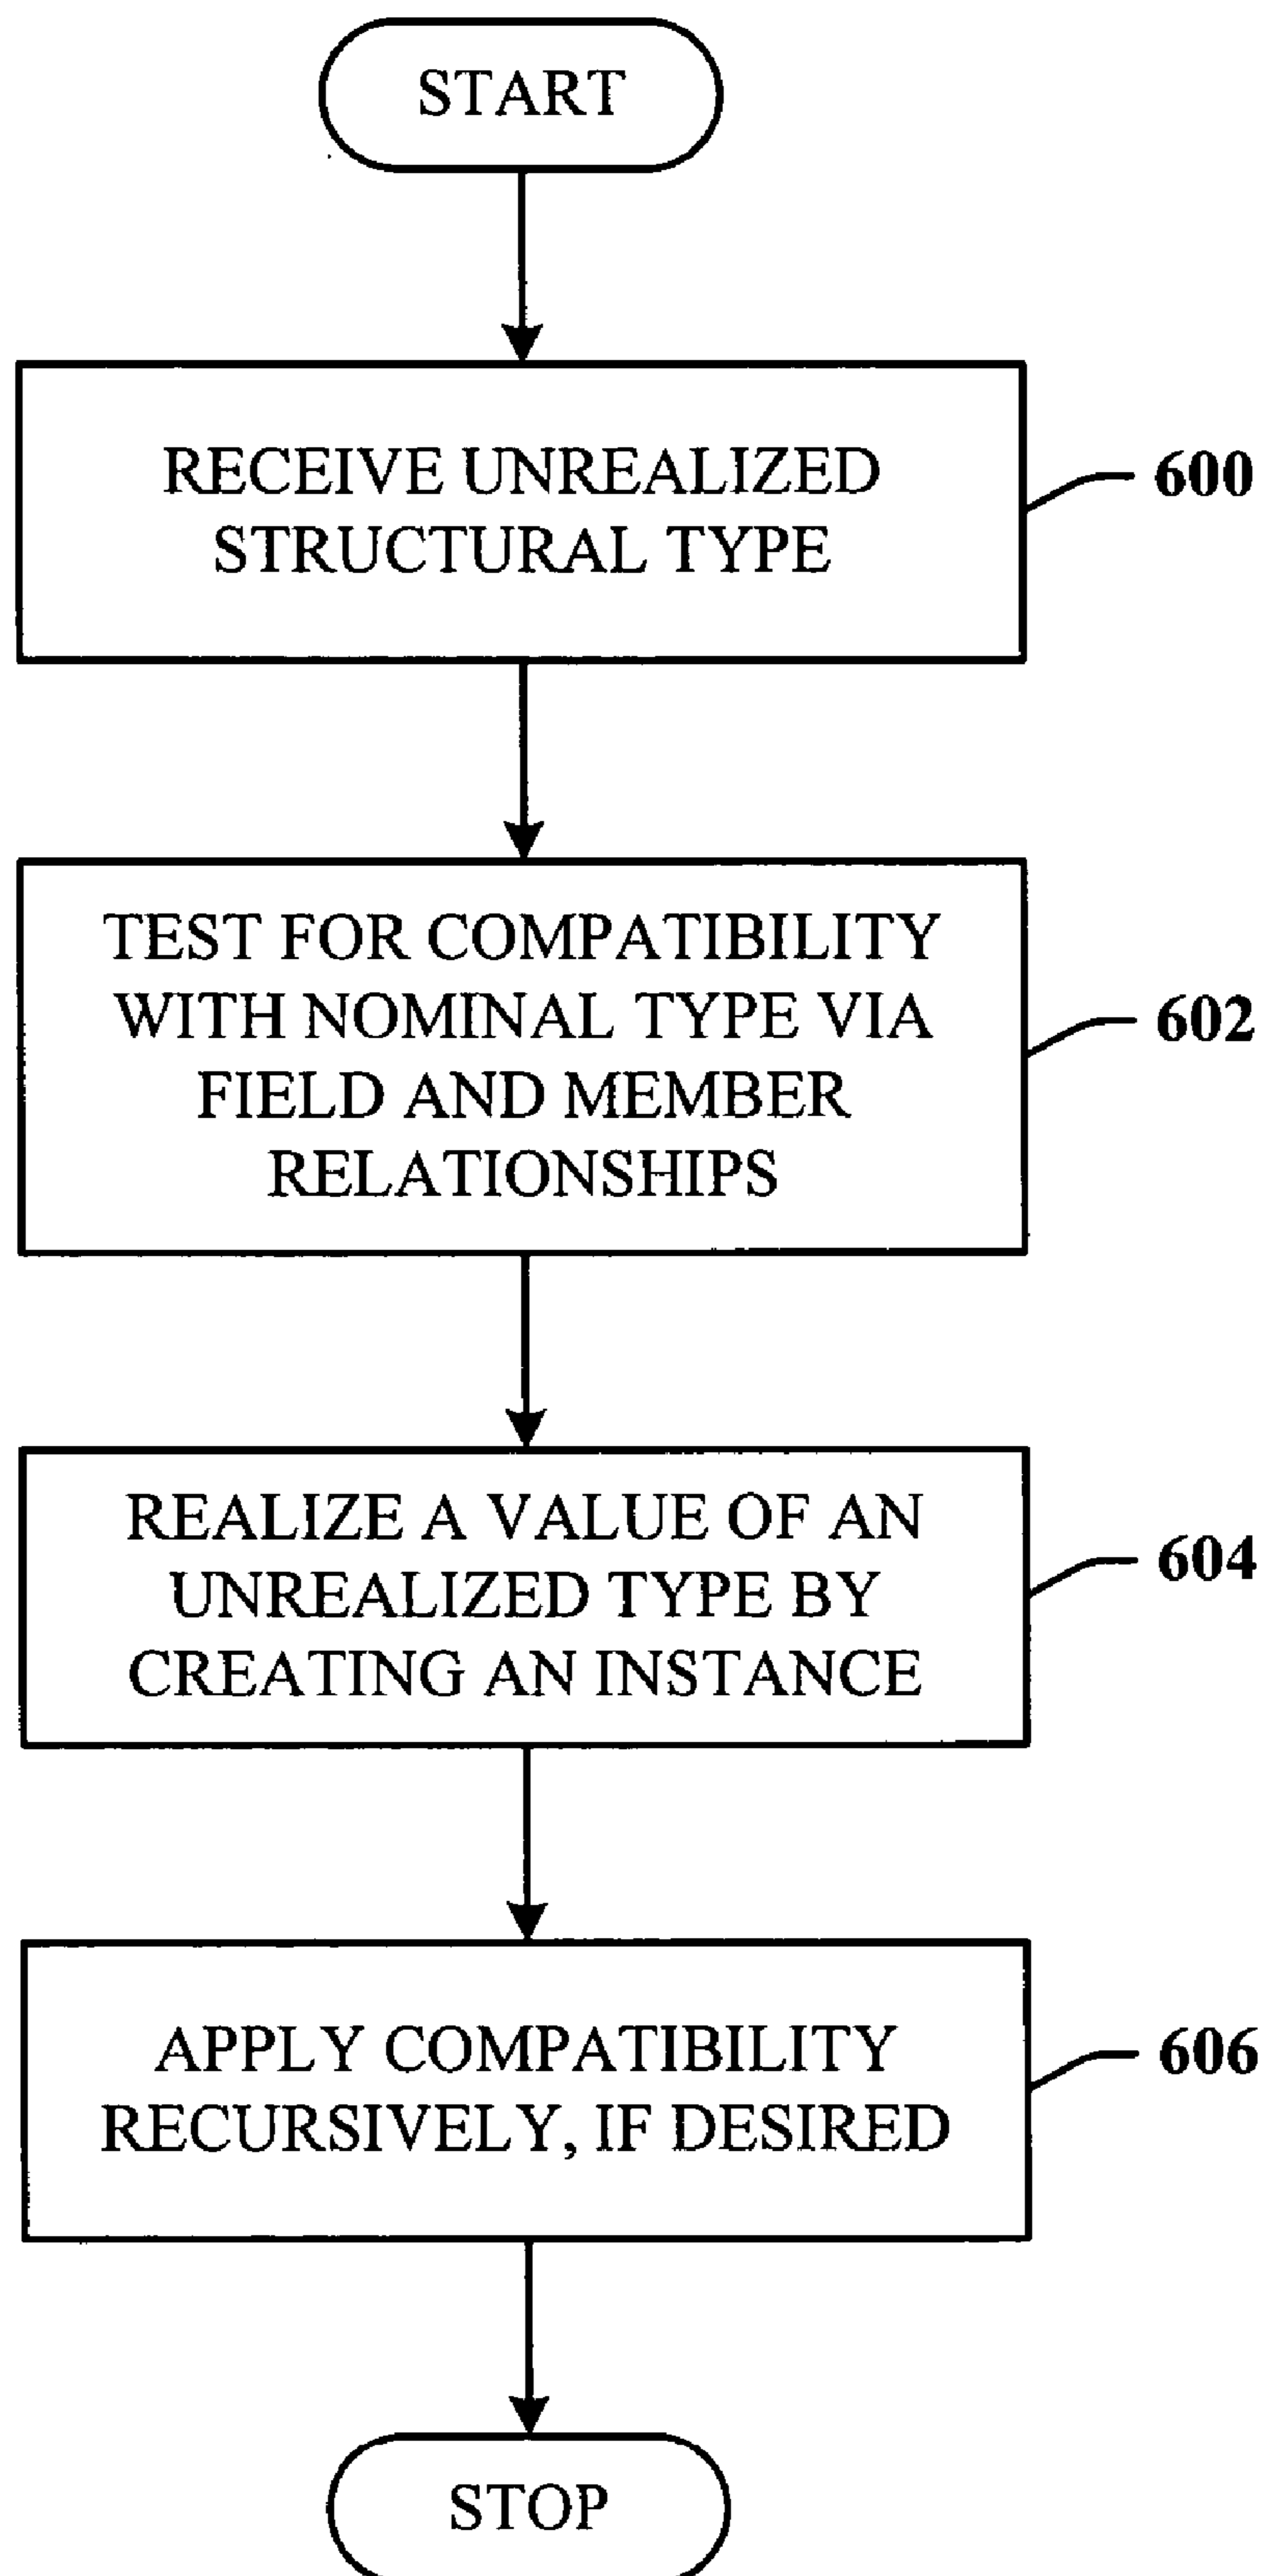 START
RECEIVE UNREALIZED
STRUCTURAL TYPE
600
TEST FOR COMPATIBILITY
WITH NOMINAL TYPE VIA
FIELD AND MEMBER
RELATIONSHIPS
602
REALIZE A VALUE OF AN
UNREALIZED TYPE BY
CREATING AN INSTANCE
604
APPLY COMPATIBILITY
RECURSIVELY, IF DESIRED
606
STOP